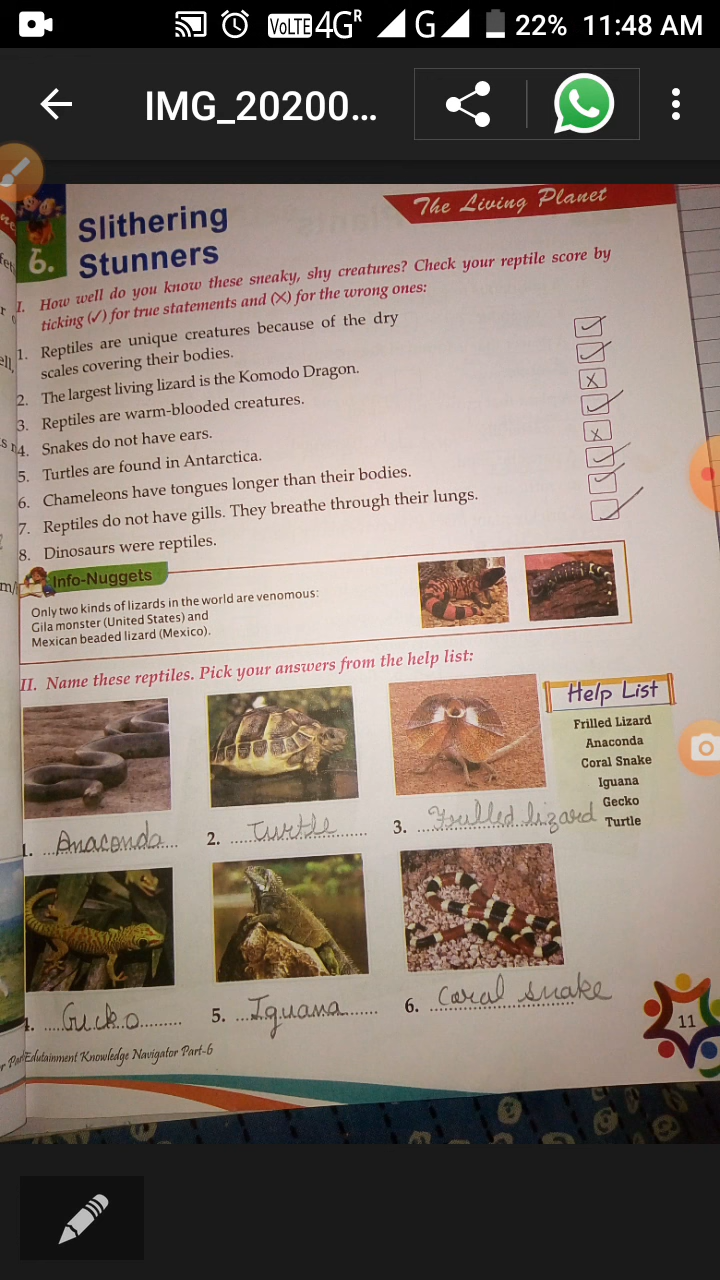 VoLTE 4G R G 22% 11:48 AM
IMG_20200...
The Living Planet
6. Slithering
Stunners
I. How well do you know these sneaky, shy creatures? Check your reptile score by
ticking (✓) for true statements and (✕) for the wrong ones:
1. Reptiles are unique creatures because of the dry
scales covering their bodies. ✓
2. The largest living lizard is the Komodo Dragon. ✓
3. Reptiles are warm-blooded creatures. x
4. Snakes do not have ears. ✓
5. Turtles are found in Antarctica. x
6. Chameleons have tongues longer than their bodies. ✓
7. Reptiles do not have gills. They breathe through their lungs. ✓
8. Dinosaurs were reptiles. ✓
Info-Nuggets
Only two kinds of lizards in the world are venomous:
Gila monster (United States) and
Mexican beaded lizard (Mexico).
II. Name these reptiles. Pick your answers from the help list:
Help List
Frilled Lizard
Anaconda
Coral Snake
Iguana
Gecko
Turtle
1. Anaconda
2. Turtle
3. Frilled lizard
4. Gecko
5. Iguana
6. Coral snake
Edutainment Knowledge Navigator Part-6
11